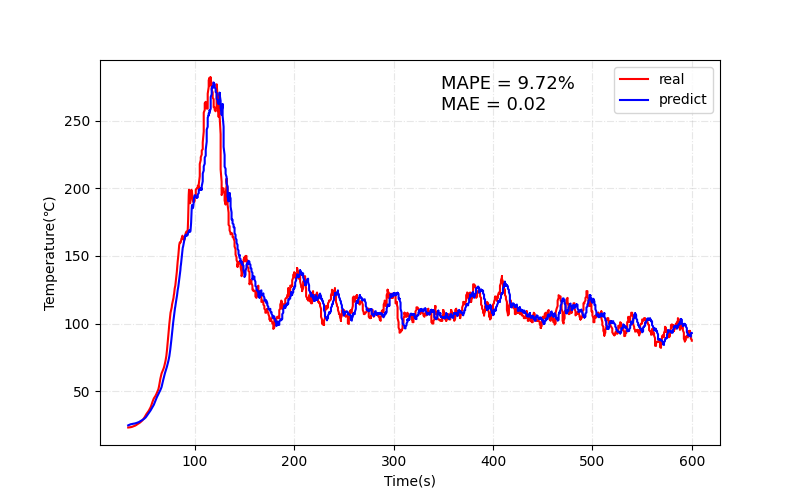 MAPE = 9.72%
MAE = 0.02
real
predict
Temperature(℃)
250
200
150
100
50
100 200 300 400 500 600
Time(s)